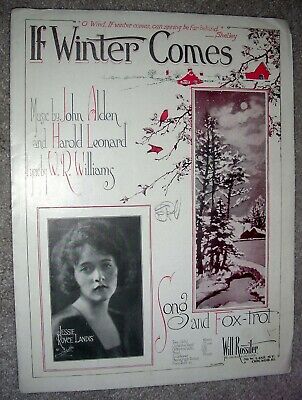 "O Wind, If winter comes, can spring be far behind"
Shelley
If Winter Comes
Music by John Alden
and Harold Leonard
Lyric by W.R. Williams
JESSIE
ROYCE LANDIS
Song and Fox-trot
Will Rossiter